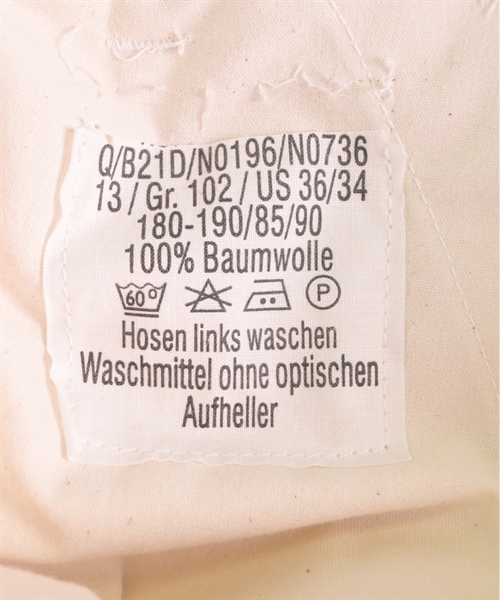 Q/B21D/N0196/N0736
13 / Gr. 102 / US 36/34
180-190/85/90
100% Baumwolle
60° P
Hosen links waschen
Waschmittel ohne optischen
Aufheller